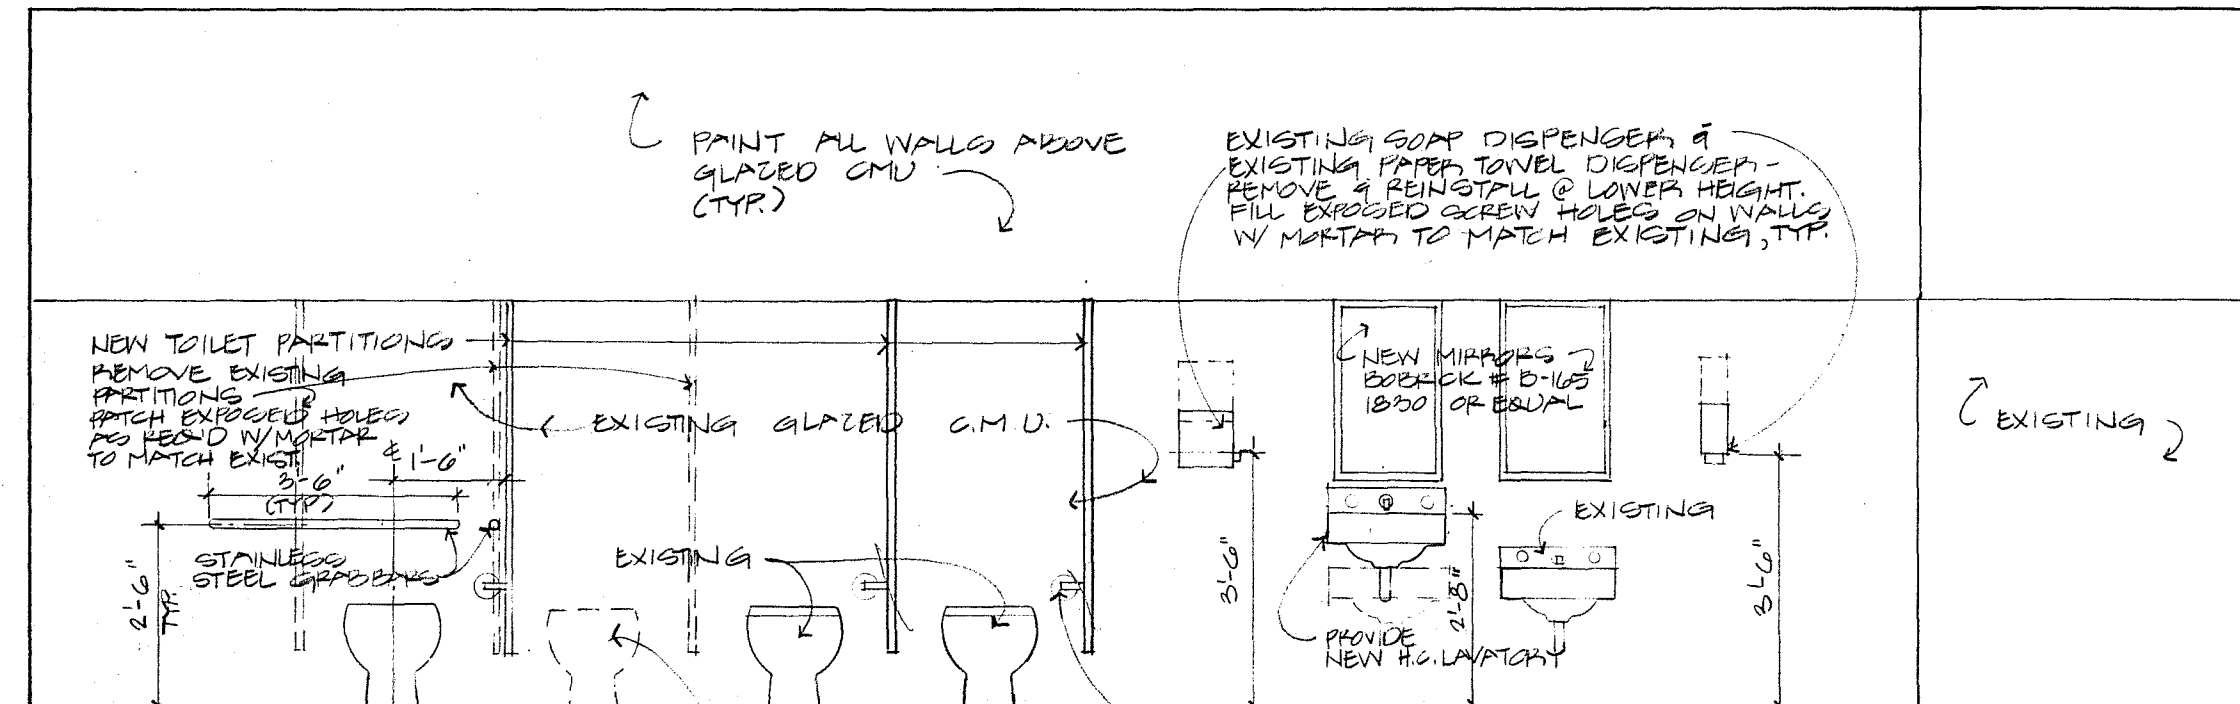 PAINT ALL WALLS ABOVE
GLAZED CMU
(TYP.)
EXISTING SOAP DISPENSER &
EXISTING PAPER TOWEL DISPENSER -
REMOVE & REINSTALL @ LOWER HEIGHT.
FILL EXPOSED SCREW HOLES ON WALLS
W/ MORTAR TO MATCH EXISTING, TYP.
NEW TOILET PARTITIONS
REMOVE EXISTING
PARTITIONS
PATCH EXPOSED HOLES
AS REQ'D W/MORTAR
TO MATCH EXIST.
EXISTING GLAZED C.M.U.
NEW MIRRORS
BOBRICK # B-165
1830 OR EQUAL
EXISTING
℄ 1'-6"
3'-6"
(TYP.)
STAINLESS
STEEL GRABBARS
2'-6"
TYP.
EXISTING
3'-6"
EXISTING
2'-8"
3'-6"
PROVIDE
NEW H.C. LAVATORY